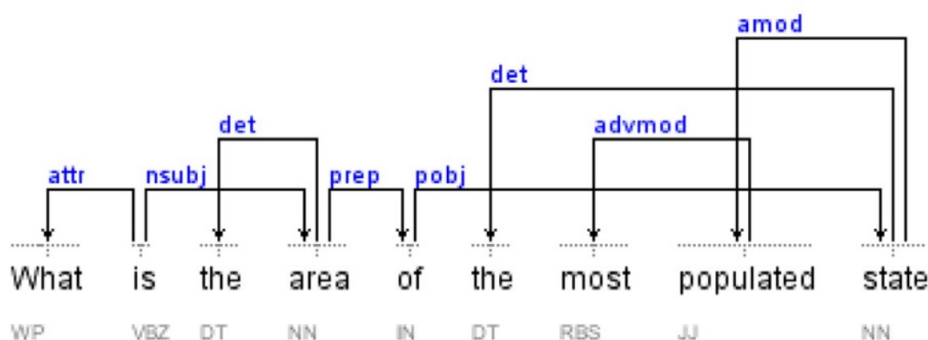 amod
det
det advmod
attr nsubj prep pobj
What is the area of the most populated state
WP VBZ DT NN IN DT RBS JJ NN